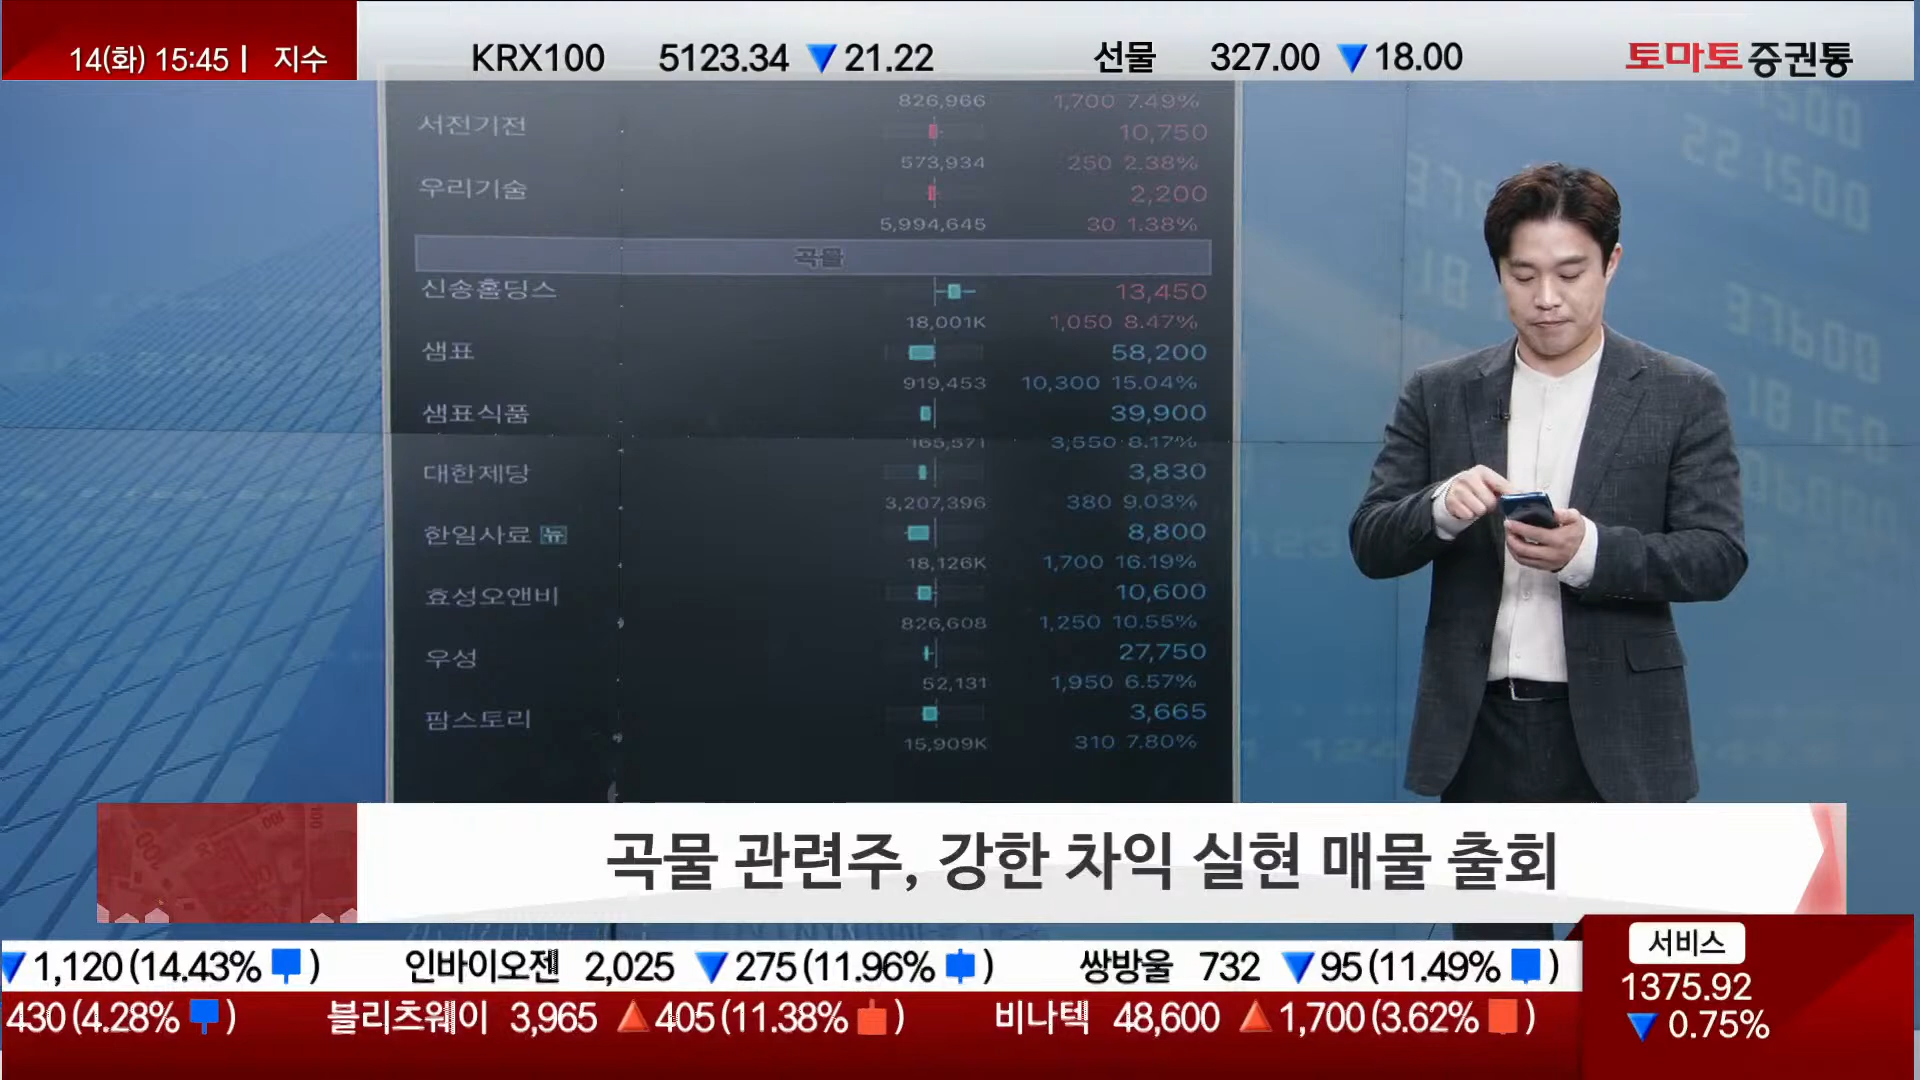 14(화) 15:45 | 지수 KRX100 5123.34 ▼21.22 선물 327.00 ▼18.00 토마토증권통
826,966 1,700 7.49%
서전기전 10,750
573,934 250 2.38%
우리기술 2,200
5,994,645 30 1.38%
곡물
신송홀딩스 13,450
18,001K 1,050 8.47%
샘표 58,200
919,453 10,300 15.04%
샘표식품 39,900
165,571 3,550 8.17%
대한제당 3,830
3,207,396 380 9.03%
한일사료 뉴 8,800
18,126K 1,700 16.19%
효성오앤비 10,600
826,608 1,250 10.55%
우성 27,750
52,131 1,950 6.57%
팜스토리 3,665
15,909K 310 7.80%
곡물 관련주, 강한 차익 실현 매물 출회
▼1,120(14.43%) 인바이오젠 2,025 ▼275(11.96%) 쌍방울 732 ▼95(11.49%)
430(4.28%) 블리츠웨이 3,965 ▲405(11.38%) 비나텍 48,600 ▲1,700(3.62%)
서비스
1375.92
▼ 0.75%